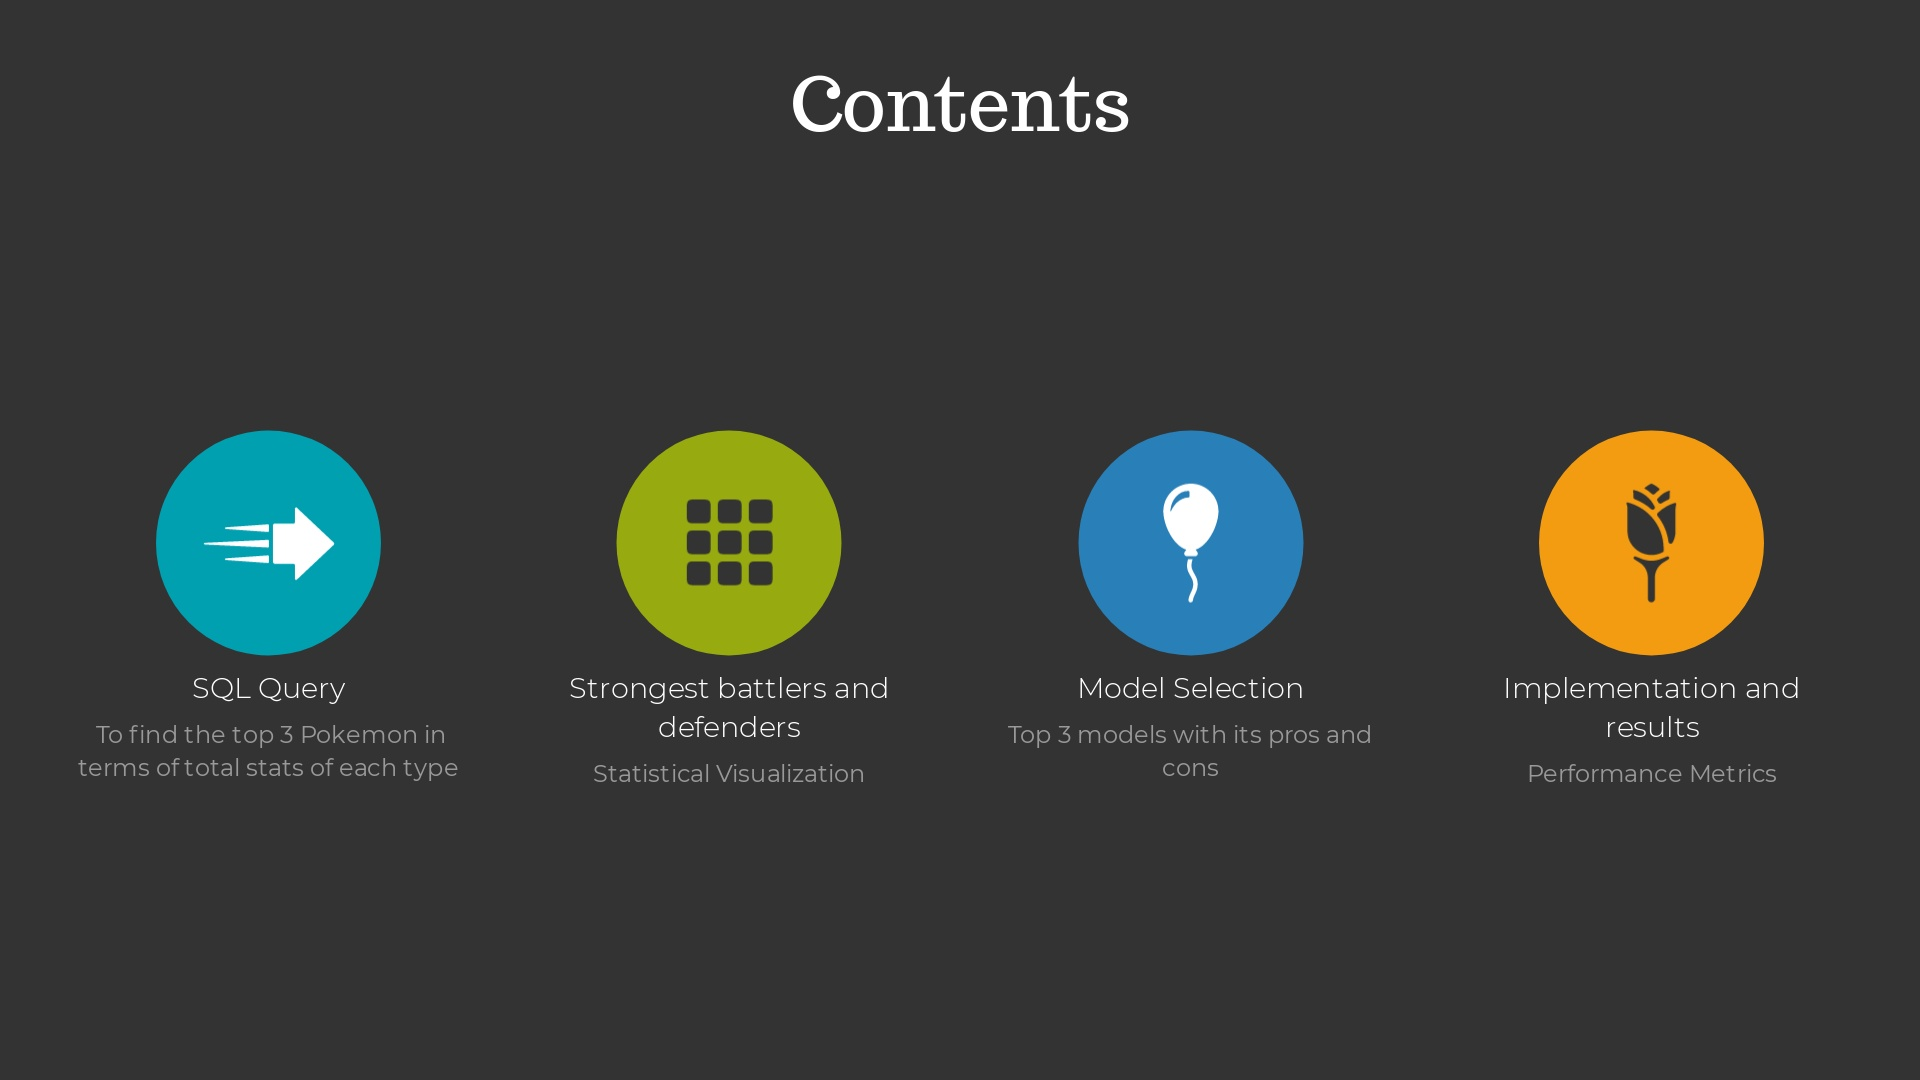 Contents
SQL Query
To find the top 3 Pokemon in
terms of total stats of each type
Strongest battlers and
defenders
Statistical Visualization
Model Selection
Top 3 models with its pros and
cons
Implementation and
results
Performance Metrics